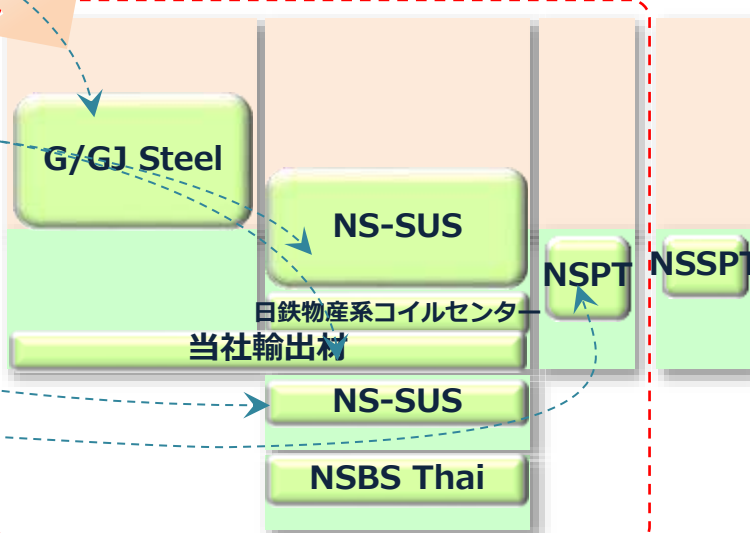 G/GJ Steel
NS-SUS
NSPT
NSSPT
日鉄物産系コイルセンター
当社輸出材
NS-SUS
NSBS Thai